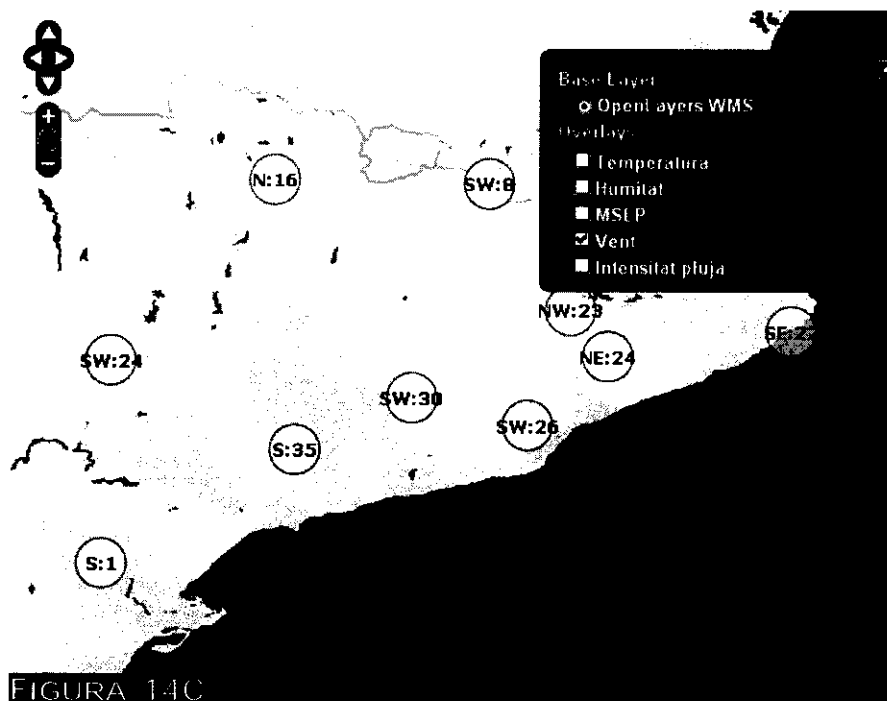 Base Layer
OpenLayers WMS
Overlays
Temperatura
Humitat
MSLP
Vent
Intensitat pluja
N:16
SW:8
NW:23
SW:24
NE:24
SW:30
SW:26
S:35
S:1
FIGURA 14C